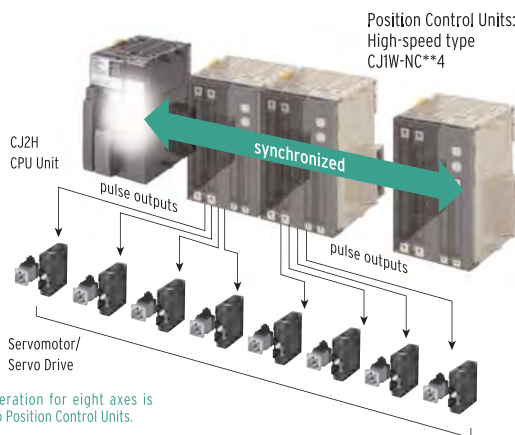 Position Control Units:
High-speed type
CJ1W-NC**4
CJ2H
CPU Unit
synchronized
pulse outputs
pulse outputs
Servomotor/
Servo Drive
eration for eight axes is
o Position Control Units.